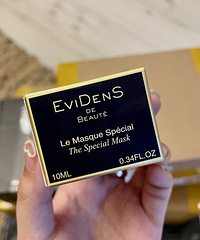 EviDenS
DE
BEAUTÉ
Le Masque Spécial
The Special Mask
10ML 0.34FL.OZ